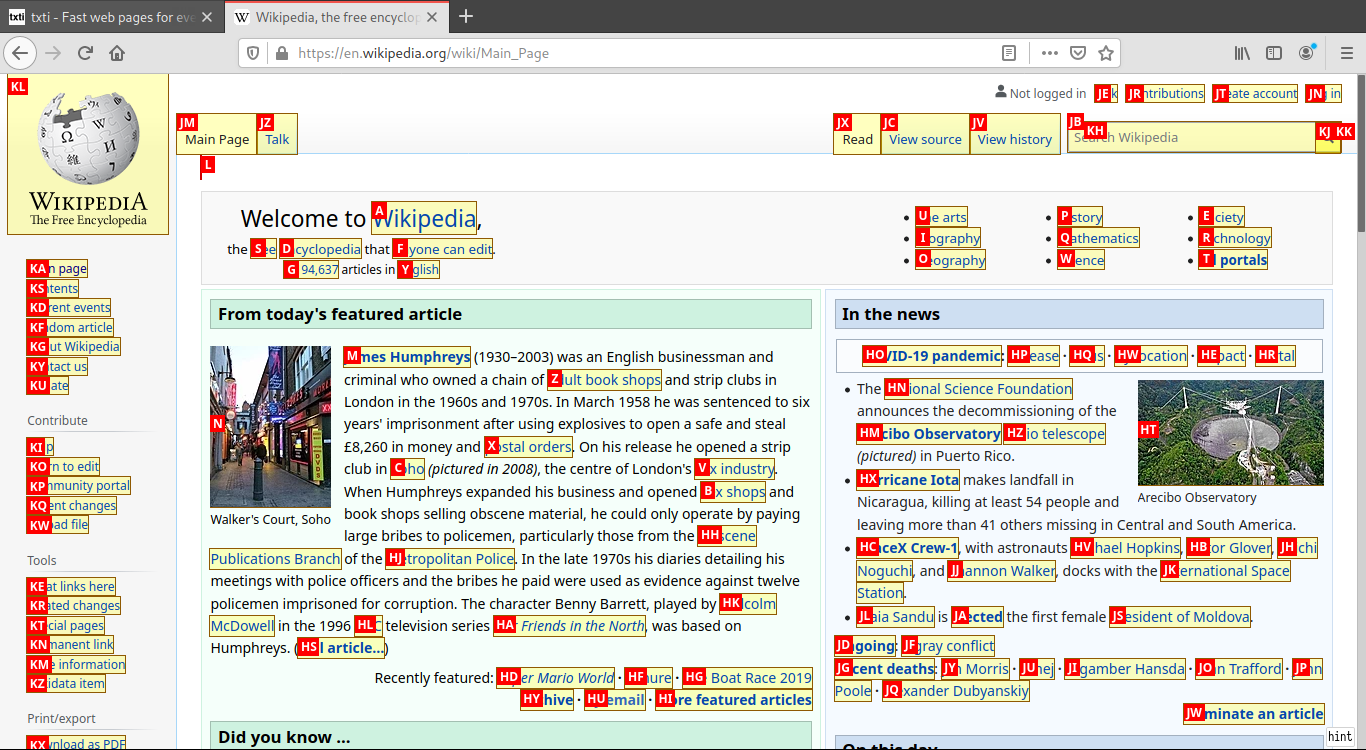 txti - Fast web pages for eve
Wikipedia, the free encyclop
https://en.wikipedia.org/wiki/Main_Page
KL
WIKIPEDIA
The Free Encyclopedia
Not logged in JE k JR ntributions JT eate account JN in
JM JZ JX JC JV JB KH KJ KK
Main Page Talk Read View source View history Search Wikipedia
L
Welcome to A Wikipedia,
the S ee D cyclopedia that F yone can edit.
G 94,637 articles in Y glish
U e arts P story E ciety
I ography Q athematics R chnology
O eography W ence T l portals
KA n page
KS tents
KD rent events
KF dom article
KG ut Wikipedia
KY tact us
KU ate
Contribute
KI p
KO rn to edit
KP mmunity portal
KQ ent changes
KW oad file
Tools
KE at links here
KR ated changes
KT cial pages
KN manent link
KM e information
KZ idata item
Print/export
KX wnload as PDF
From today's featured article
N
Walker's Court, Soho
M mes Humphreys (1930–2003) was an English businessman and
criminal who owned a chain of Z dult book shops and strip clubs in
London in the 1960s and 1970s. In March 1958 he was sentenced to six
years' imprisonment after using explosives to open a safe and steal
£8,260 in money and X ostal orders. On his release he opened a strip
club in C oho (pictured in 2008), the centre of London's V x industry.
When Humphreys expanded his business and opened B x shops and
book shops selling obscene material, he could only operate by paying
large bribes to policemen, particularly those from the HH scene
Publications Branch of the HJ etropolitan Police. In the late 1970s his diaries detailing his
meetings with police officers and the bribes he paid were used as evidence against twelve
policemen imprisoned for corruption. The character Benny Barrett, played by HK lcolm
McDowell in the 1996 HL C television series HA Friends in the North, was based on
Humphreys. (HS l article...)
Recently featured: HD er Mario World · HF nure · HG Boat Race 2019
HY hive · HU email · HI ore featured articles
Did you know ...
In the news
HO VID-19 pandemic: HP ease · HQ s · HW ocation · HE pact · HR tal
The HN ional Science Foundation
announces the decommissioning of the
HM cibo Observatory HZ io telescope
(pictured) in Puerto Rico.
HT
Arecibo Observatory
HX rricane Iota makes landfall in
Nicaragua, killing at least 54 people and
leaving more than 41 others missing in Central and South America.
HC aceX Crew-1, with astronauts HV hael Hopkins, HB tor Glover, JH chi
Noguchi, and JJ annon Walker, docks with the JK ernational Space
Station.
JL aia Sandu is JA ected the first female JS esident of Moldova.
JD going: JF gray conflict
JG cent deaths: JY n Morris · JU nej · JI gamber Hansda · JO n Trafford · JP nn
Poole · JQ xander Dubyanskiy
JW minate an article
On this day
hint